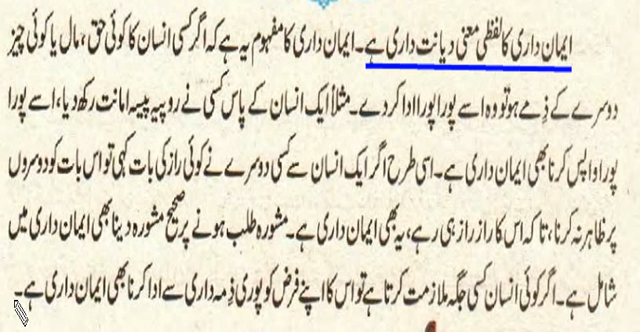 ایمان داری کا لفظی معنی دیانت داری ہے۔ ایمان داری کا مفہوم یہ ہے کہ اگر کسی انسان کا کوئی حق، مال یا کوئی چیز
دوسرے کے ذمے ہو تو وہ اسے پورا پورا ادا کر دے۔ مثلاً ایک انسان کے پاس کسی نے روپیہ پیسہ امانت رکھ دیا، اسے پورا
پورا واپس کرنا بھی ایمان داری ہے۔ اسی طرح اگر ایک انسان سے کسی دوسرے نے کوئی راز کی بات کہی تو اس بات کو دوسروں
پر ظاہر نہ کرنا، تاکہ اس کا راز راز ہی رہے، یہ بھی ایمان داری ہے۔ مشورہ طلب ہونے پر صحیح مشورہ دینا بھی ایمان داری میں
شامل ہے۔ اگر کوئی انسان کسی جگہ ملازمت کرتا ہے تو اس کا اپنے فرض کو پوری ذمہ داری سے ادا کرنا بھی ایمان داری ہے۔